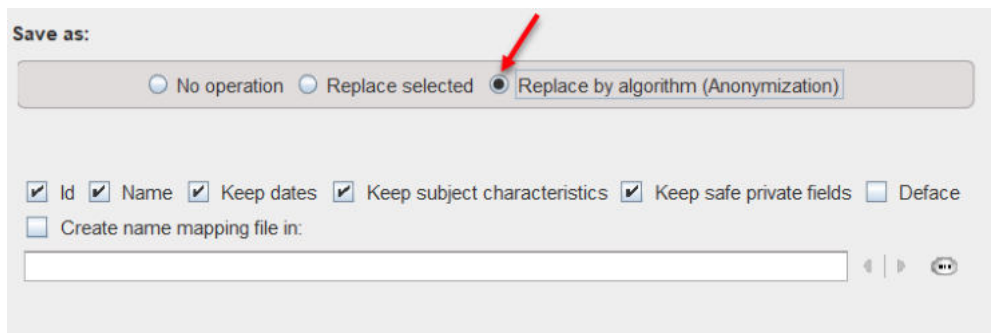 Save as:
No operation Replace selected Replace by algorithm (Anonymization)
Id Name Keep dates Keep subject characteristics Keep safe private fields Deface
Create name mapping file in: